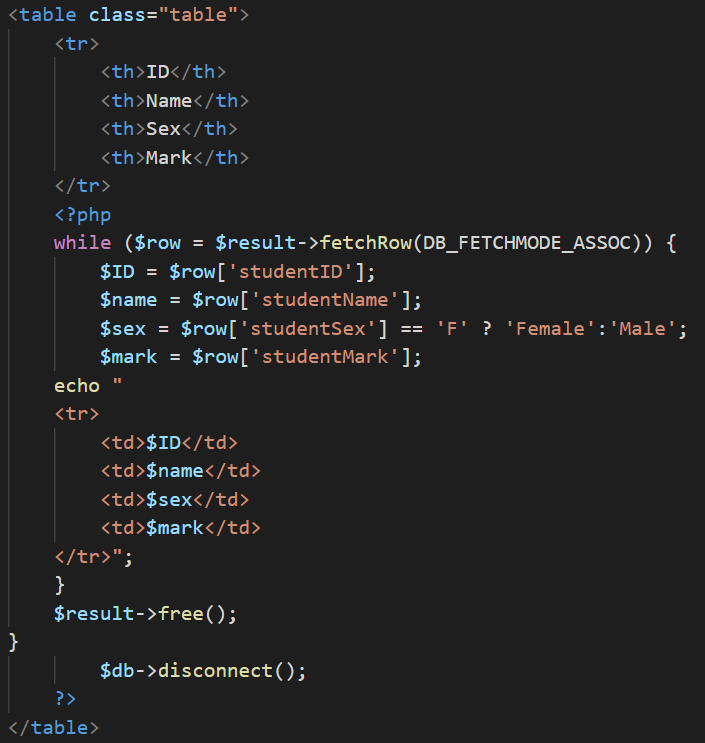 <table class="table">
    <tr>
        <th>ID</th>
        <th>Name</th>
        <th>Sex</th>
        <th>Mark</th>
    </tr>
    <?php
    while ($row = $result->fetchRow(DB_FETCHMODE_ASSOC)) {
        $ID = $row['studentID'];
        $name = $row['studentName'];
        $sex = $row['studentSex'] == 'F' ? 'Female':'Male';
        $mark = $row['studentMark'];
    echo "
    <tr>
        <td>$ID</td>
        <td>$name</td>
        <td>$sex</td>
        <td>$mark</td>
    </tr>";
    }
    $result->free();
}
        $db->disconnect();
    ?>
</table>